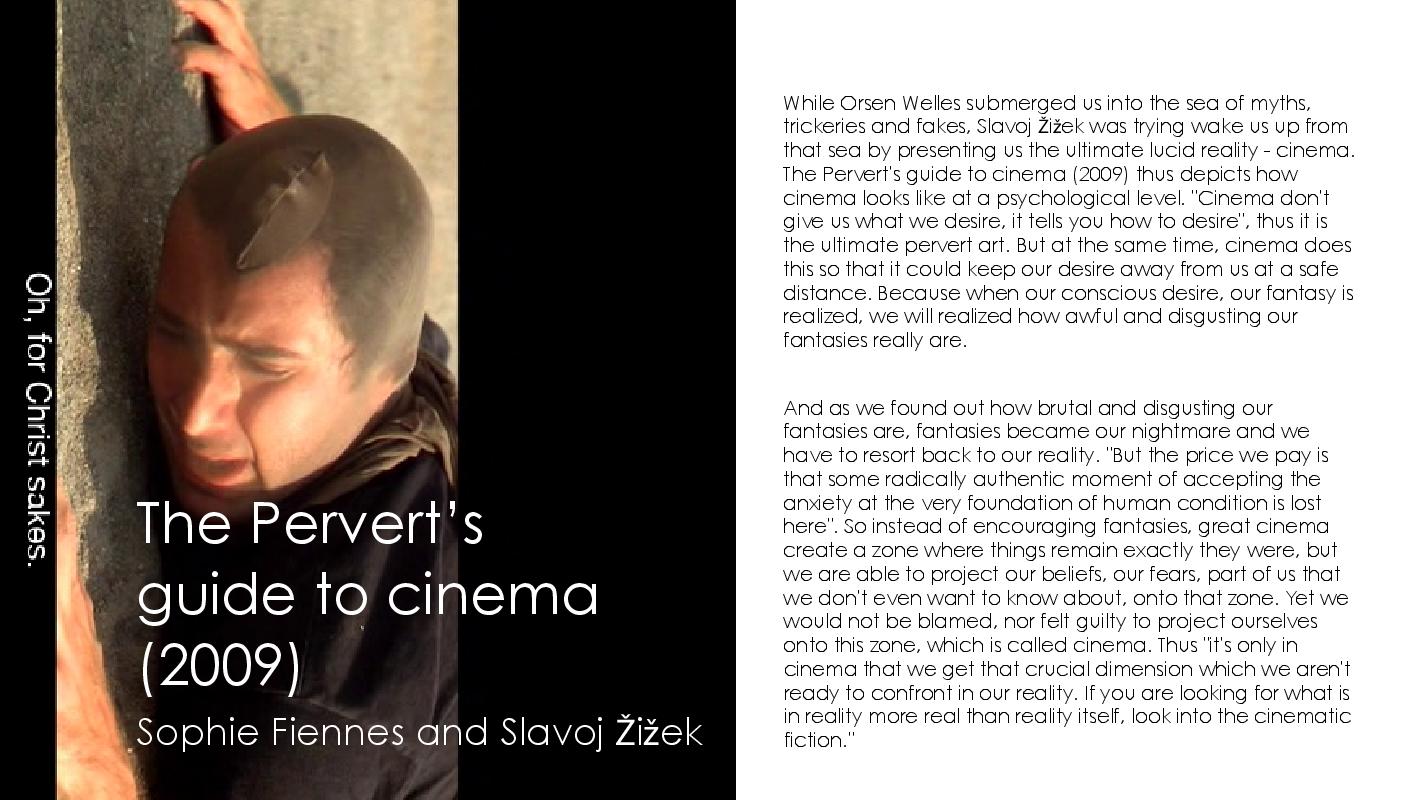 Oh, for Christ sakes.
The Pervert’s
guide to cinema
(2009)
Sophie Fiennes and Slavoj Žižek
While Orsen Welles submerged us into the sea of myths,
trickeries and fakes, Slavoj Žižek was trying wake us up from
that sea by presenting us the ultimate lucid reality - cinema.
The Pervert's guide to cinema (2009) thus depicts how
cinema looks like at a psychological level. "Cinema don't
give us what we desire, it tells you how to desire", thus it is
the ultimate pervert art. But at the same time, cinema does
this so that it could keep our desire away from us at a safe
distance. Because when our conscious desire, our fantasy is
realized, we will realized how awful and disgusting our
fantasies really are.
And as we found out how brutal and disgusting our
fantasies are, fantasies became our nightmare and we
have to resort back to our reality. "But the price we pay is
that some radically authentic moment of accepting the
anxiety at the very foundation of human condition is lost
here". So instead of encouraging fantasies, great cinema
create a zone where things remain exactly they were, but
we are able to project our beliefs, our fears, part of us that
we don't even want to know about, onto that zone. Yet we
would not be blamed, nor felt guilty to project ourselves
onto this zone, which is called cinema. Thus "it's only in
cinema that we get that crucial dimension which we aren't
ready to confront in our reality. If you are looking for what is
in reality more real than reality itself, look into the cinematic
fiction."